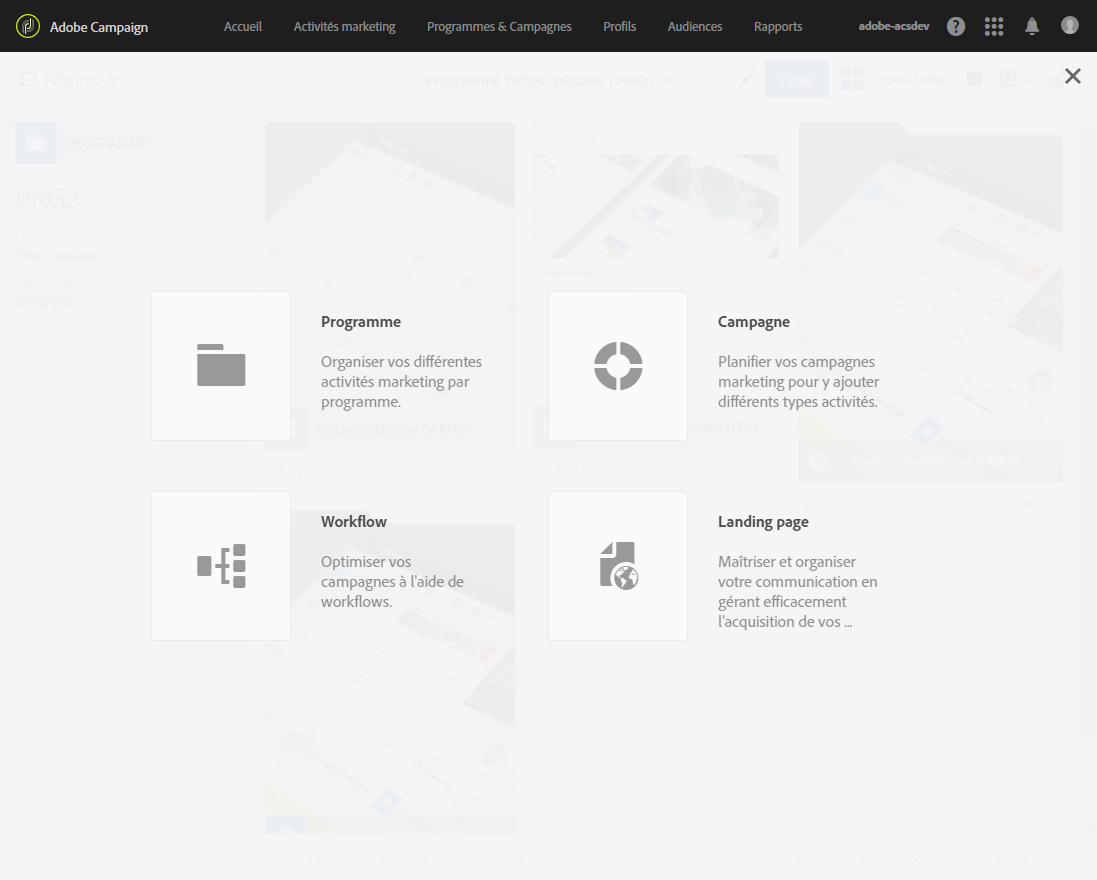 Adobe Campaign
Accueil
Activités marketing
Programmes & Campagnes
Profils
Audiences
Rapports
adobe-acsdev
?
Résumé
Programme 'Offres spéciales (PRG2)'
Créer
CHARGEMENT...
PROGRAMME
PRG2
Libellé
Offres spéciales
Date de début
25/03/2015
Programme
Organiser vos différentes
activités marketing par
programme.
Campagne
Planifier vos campagnes
marketing pour y ajouter
différents types activités.
Ciblage soldes été (WKF6)
sletter (LP6)
Workflow
Optimiser vos
campagnes à l'aide de
workflows.
Landing page
Maîtriser et organiser
votre communication en
gérant efficacement
l'acquisition de vos ...